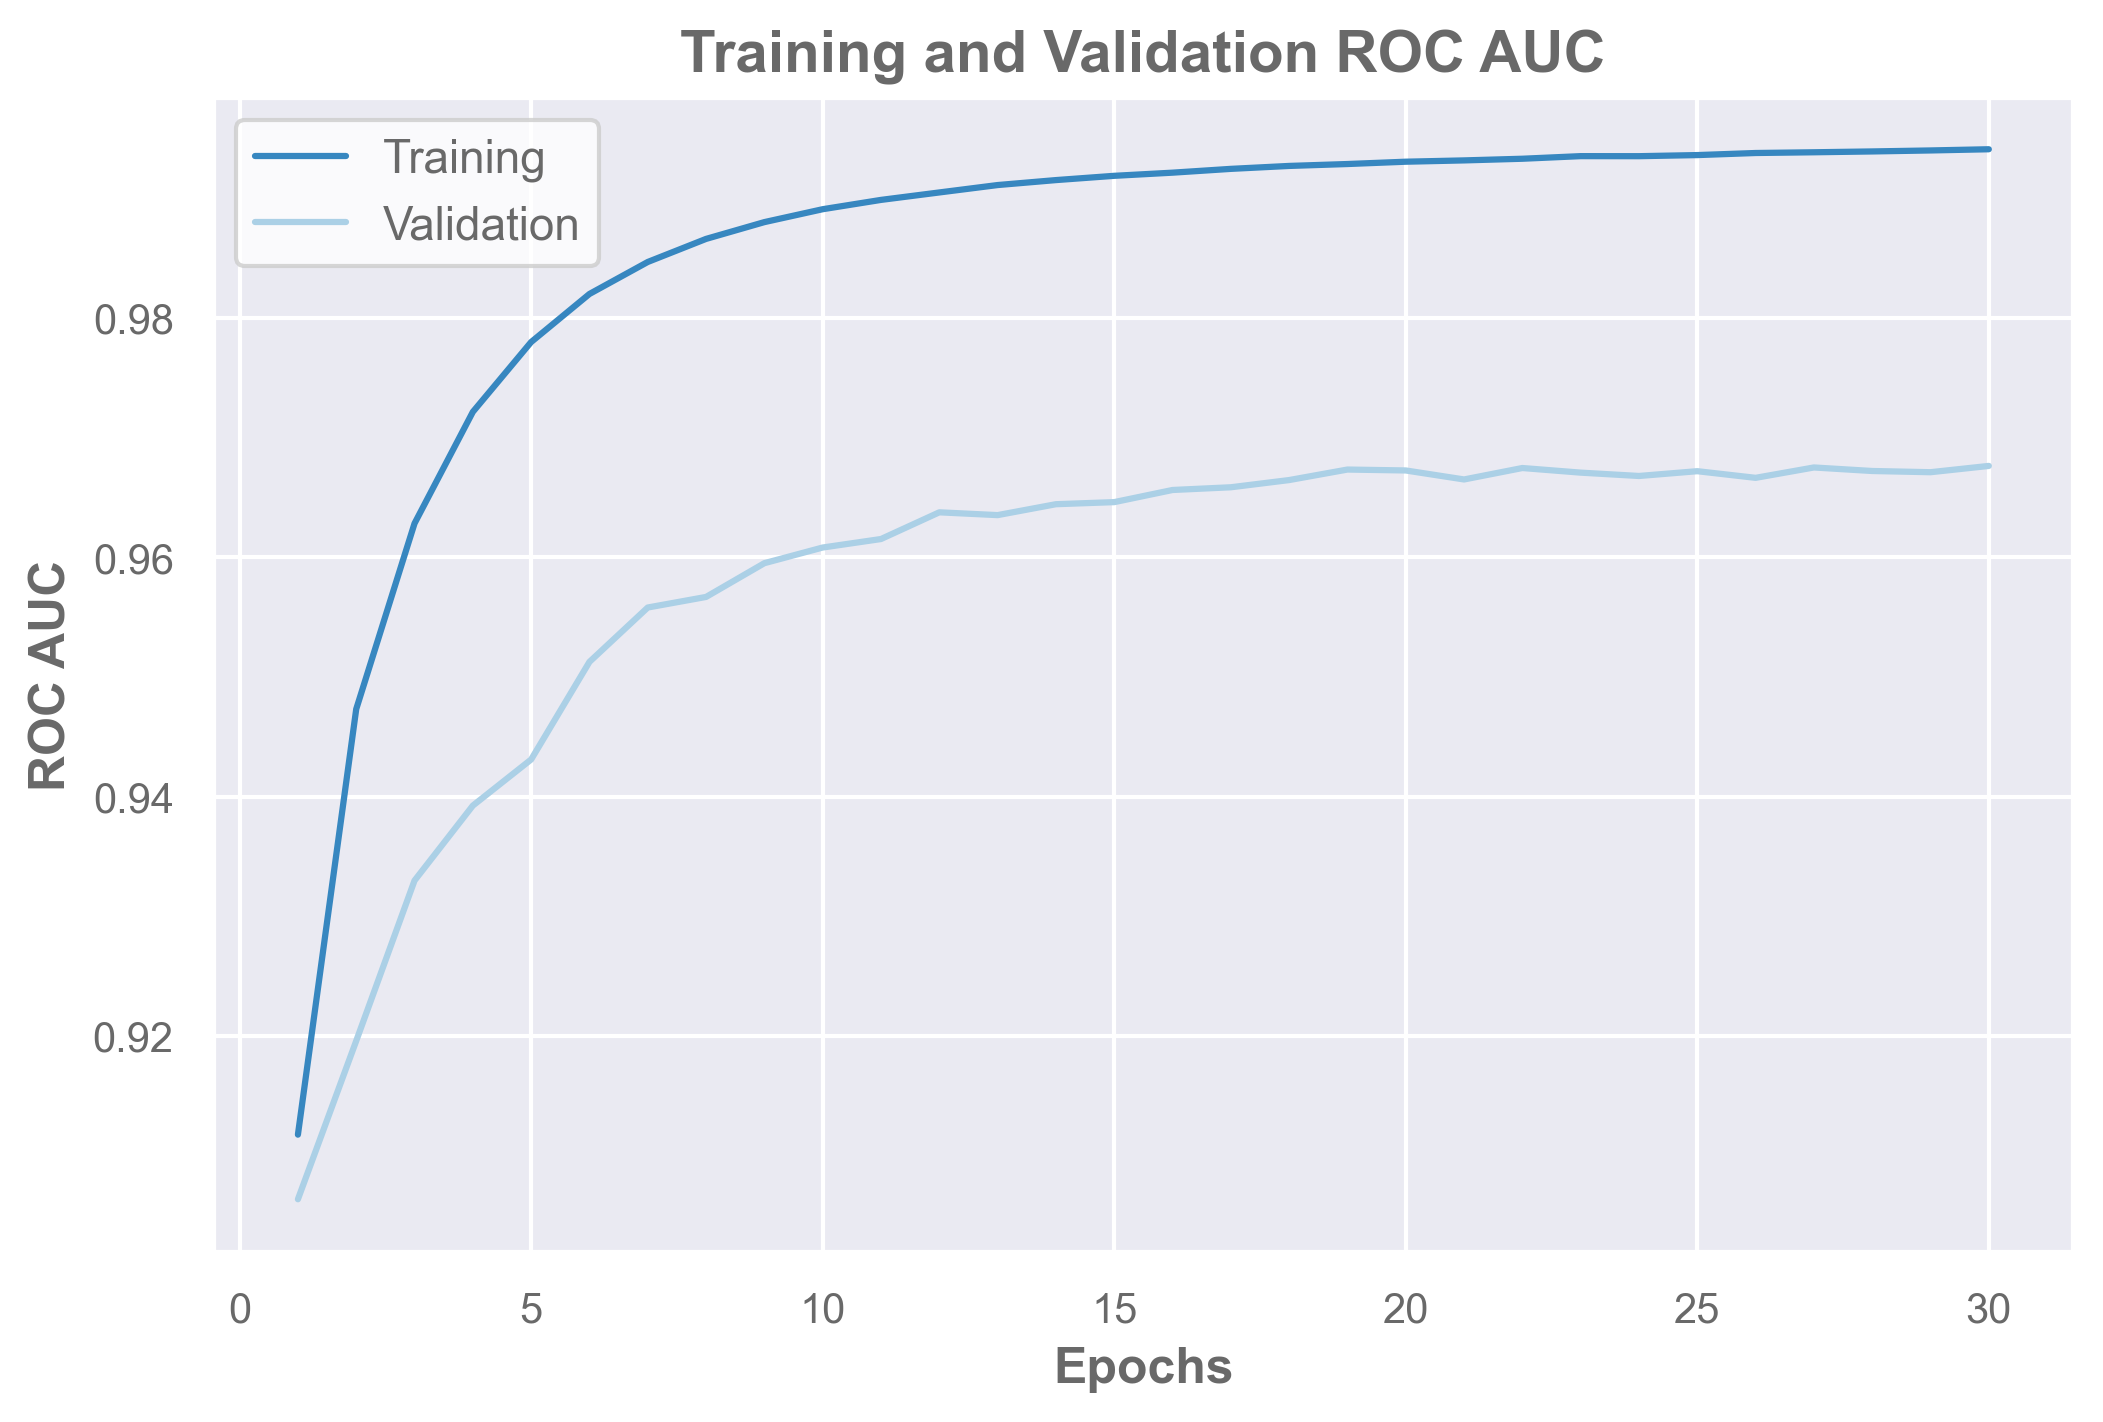 Training and Validation ROC AUC
Training
Validation
0.98
0.96
0.94
0.92
ROC AUC
0 5 10 15 20 25 30
Epochs